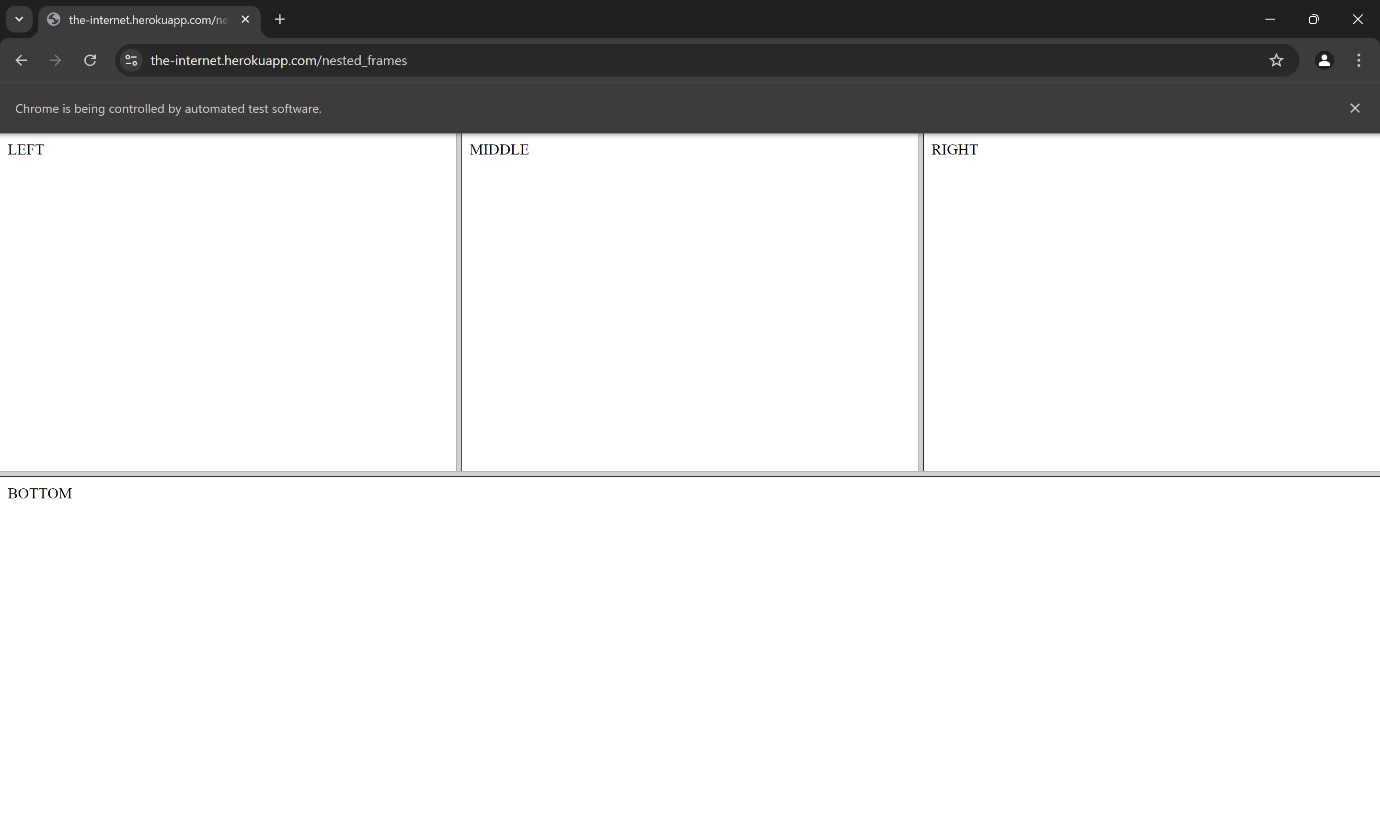 the-internet.herokuapp.com/ne
the-internet.herokuapp.com/nested_frames
Chrome is being controlled by automated test software.
LEFT
MIDDLE
RIGHT
BOTTOM